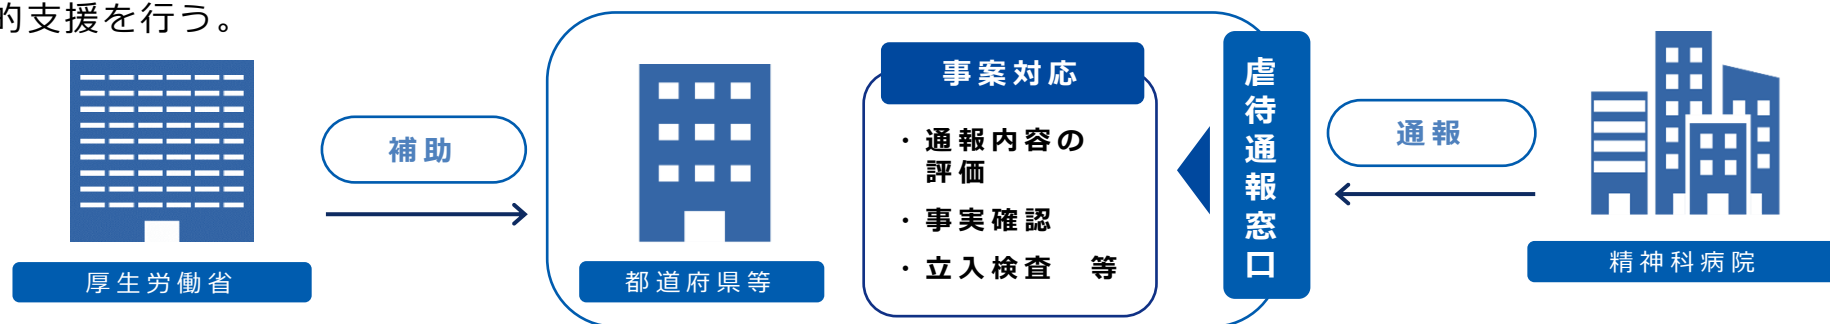 的支援を行う。
補助
厚生労働省
都道府県等
事案対応
・通報内容の
評価
・事実確認
・立入検査　等
虐待通報窓口
通報
精神科病院